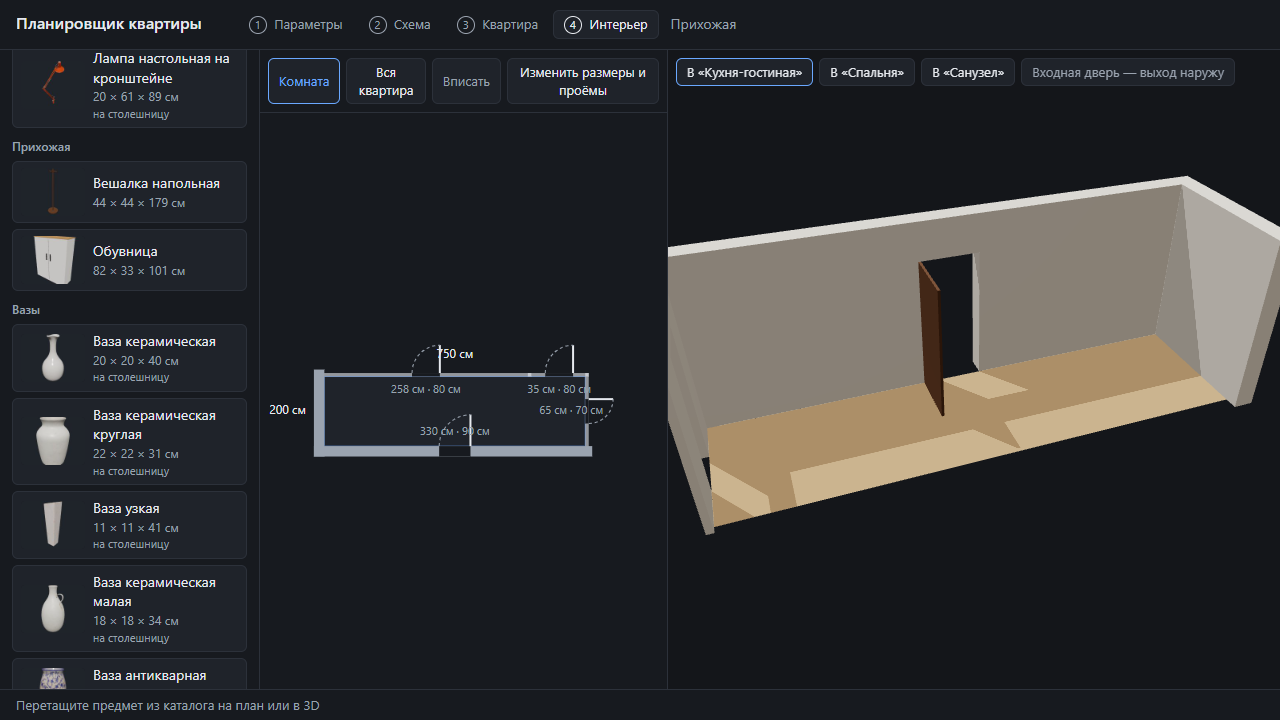 Планировщик квартиры
1 Параметры
2 Схема
3 Квартира
4 Интерьер
Прихожая
Лампа настольная на
кронштейне
20 × 61 × 89 см
на столешницу
Прихожая
Вешалка напольная
44 × 44 × 179 см
Обувница
82 × 33 × 101 см
Вазы
Ваза керамическая
20 × 20 × 40 см
на столешницу
Ваза керамическая
круглая
22 × 22 × 31 см
на столешницу
Ваза узкая
11 × 11 × 41 см
на столешницу
Ваза керамическая
малая
18 × 18 × 34 см
на столешницу
Ваза антикварная
Комната
Вся
квартира
Вписать
Изменить размеры и
проёмы
750 см
258 см · 80 см
35 см · 80 см
200 см
65 см · 70 см
330 см · 90 см
В «Кухня-гостиная»
В «Спальня»
В «Санузел»
Входная дверь — выход наружу
Перетащите предмет из каталога на план или в 3D